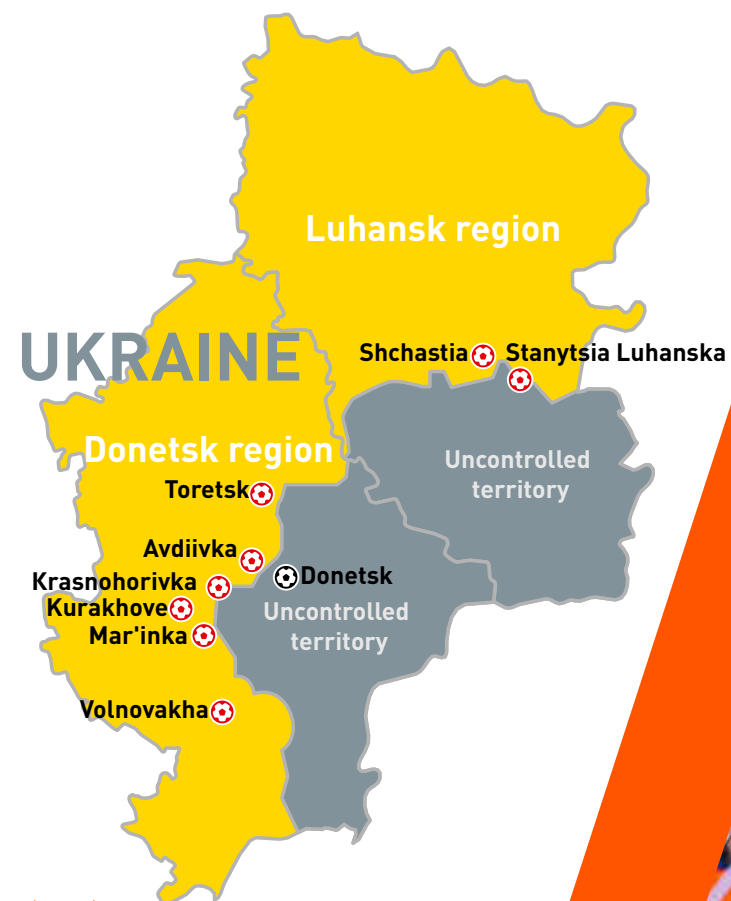 Luhansk region
UKRAINE
Shchastia
Stanytsia Luhanska
Donetsk region
Uncontrolled
territory
Toretsk
Avdiivka
Donetsk
Krasnohorivka
Kurakhove
Uncontrolled
territory
Mar'inka
Volnovakha